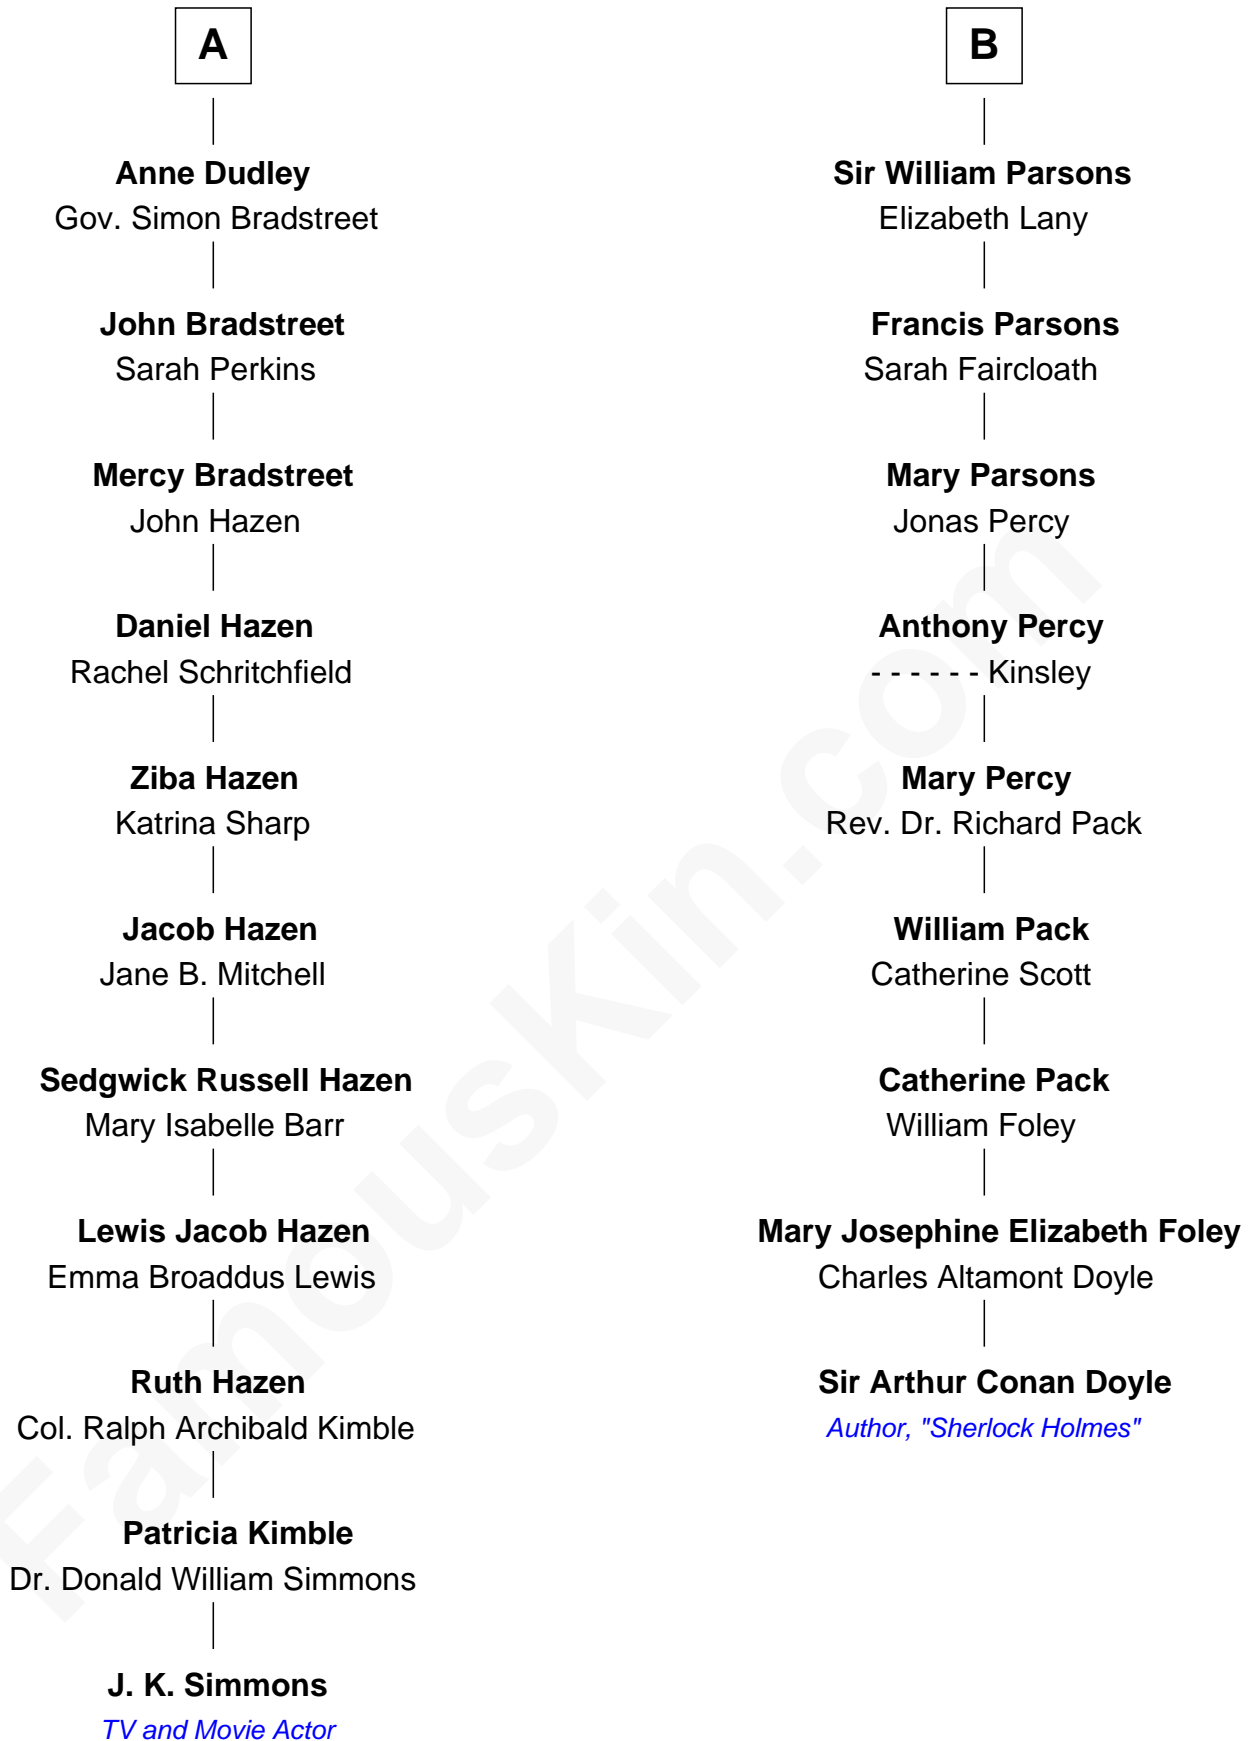 A
Anne Dudley
Gov. Simon Bradstreet
John Bradstreet
Sarah Perkins
Mercy Bradstreet
John Hazen
Daniel Hazen
Rachel Schritchfield
Ziba Hazen
Katrina Sharp
Jacob Hazen
Jane B. Mitchell
Sedgwick Russell Hazen
Mary Isabelle Barr
Lewis Jacob Hazen
Emma Broaddus Lewis
Ruth Hazen
Col. Ralph Archibald Kimble
Patricia Kimble
Dr. Donald William Simmons
J. K. Simmons
TV and Movie Actor
B
Sir William Parsons
Elizabeth Lany
Francis Parsons
Sarah Faircloath
Mary Parsons
Jonas Percy
Anthony Percy
- - - - - - Kinsley
Mary Percy
Rev. Dr. Richard Pack
William Pack
Catherine Scott
Catherine Pack
William Foley
Mary Josephine Elizabeth Foley
Charles Altamont Doyle
Sir Arthur Conan Doyle
Author, "Sherlock Holmes"
FamousKin.com